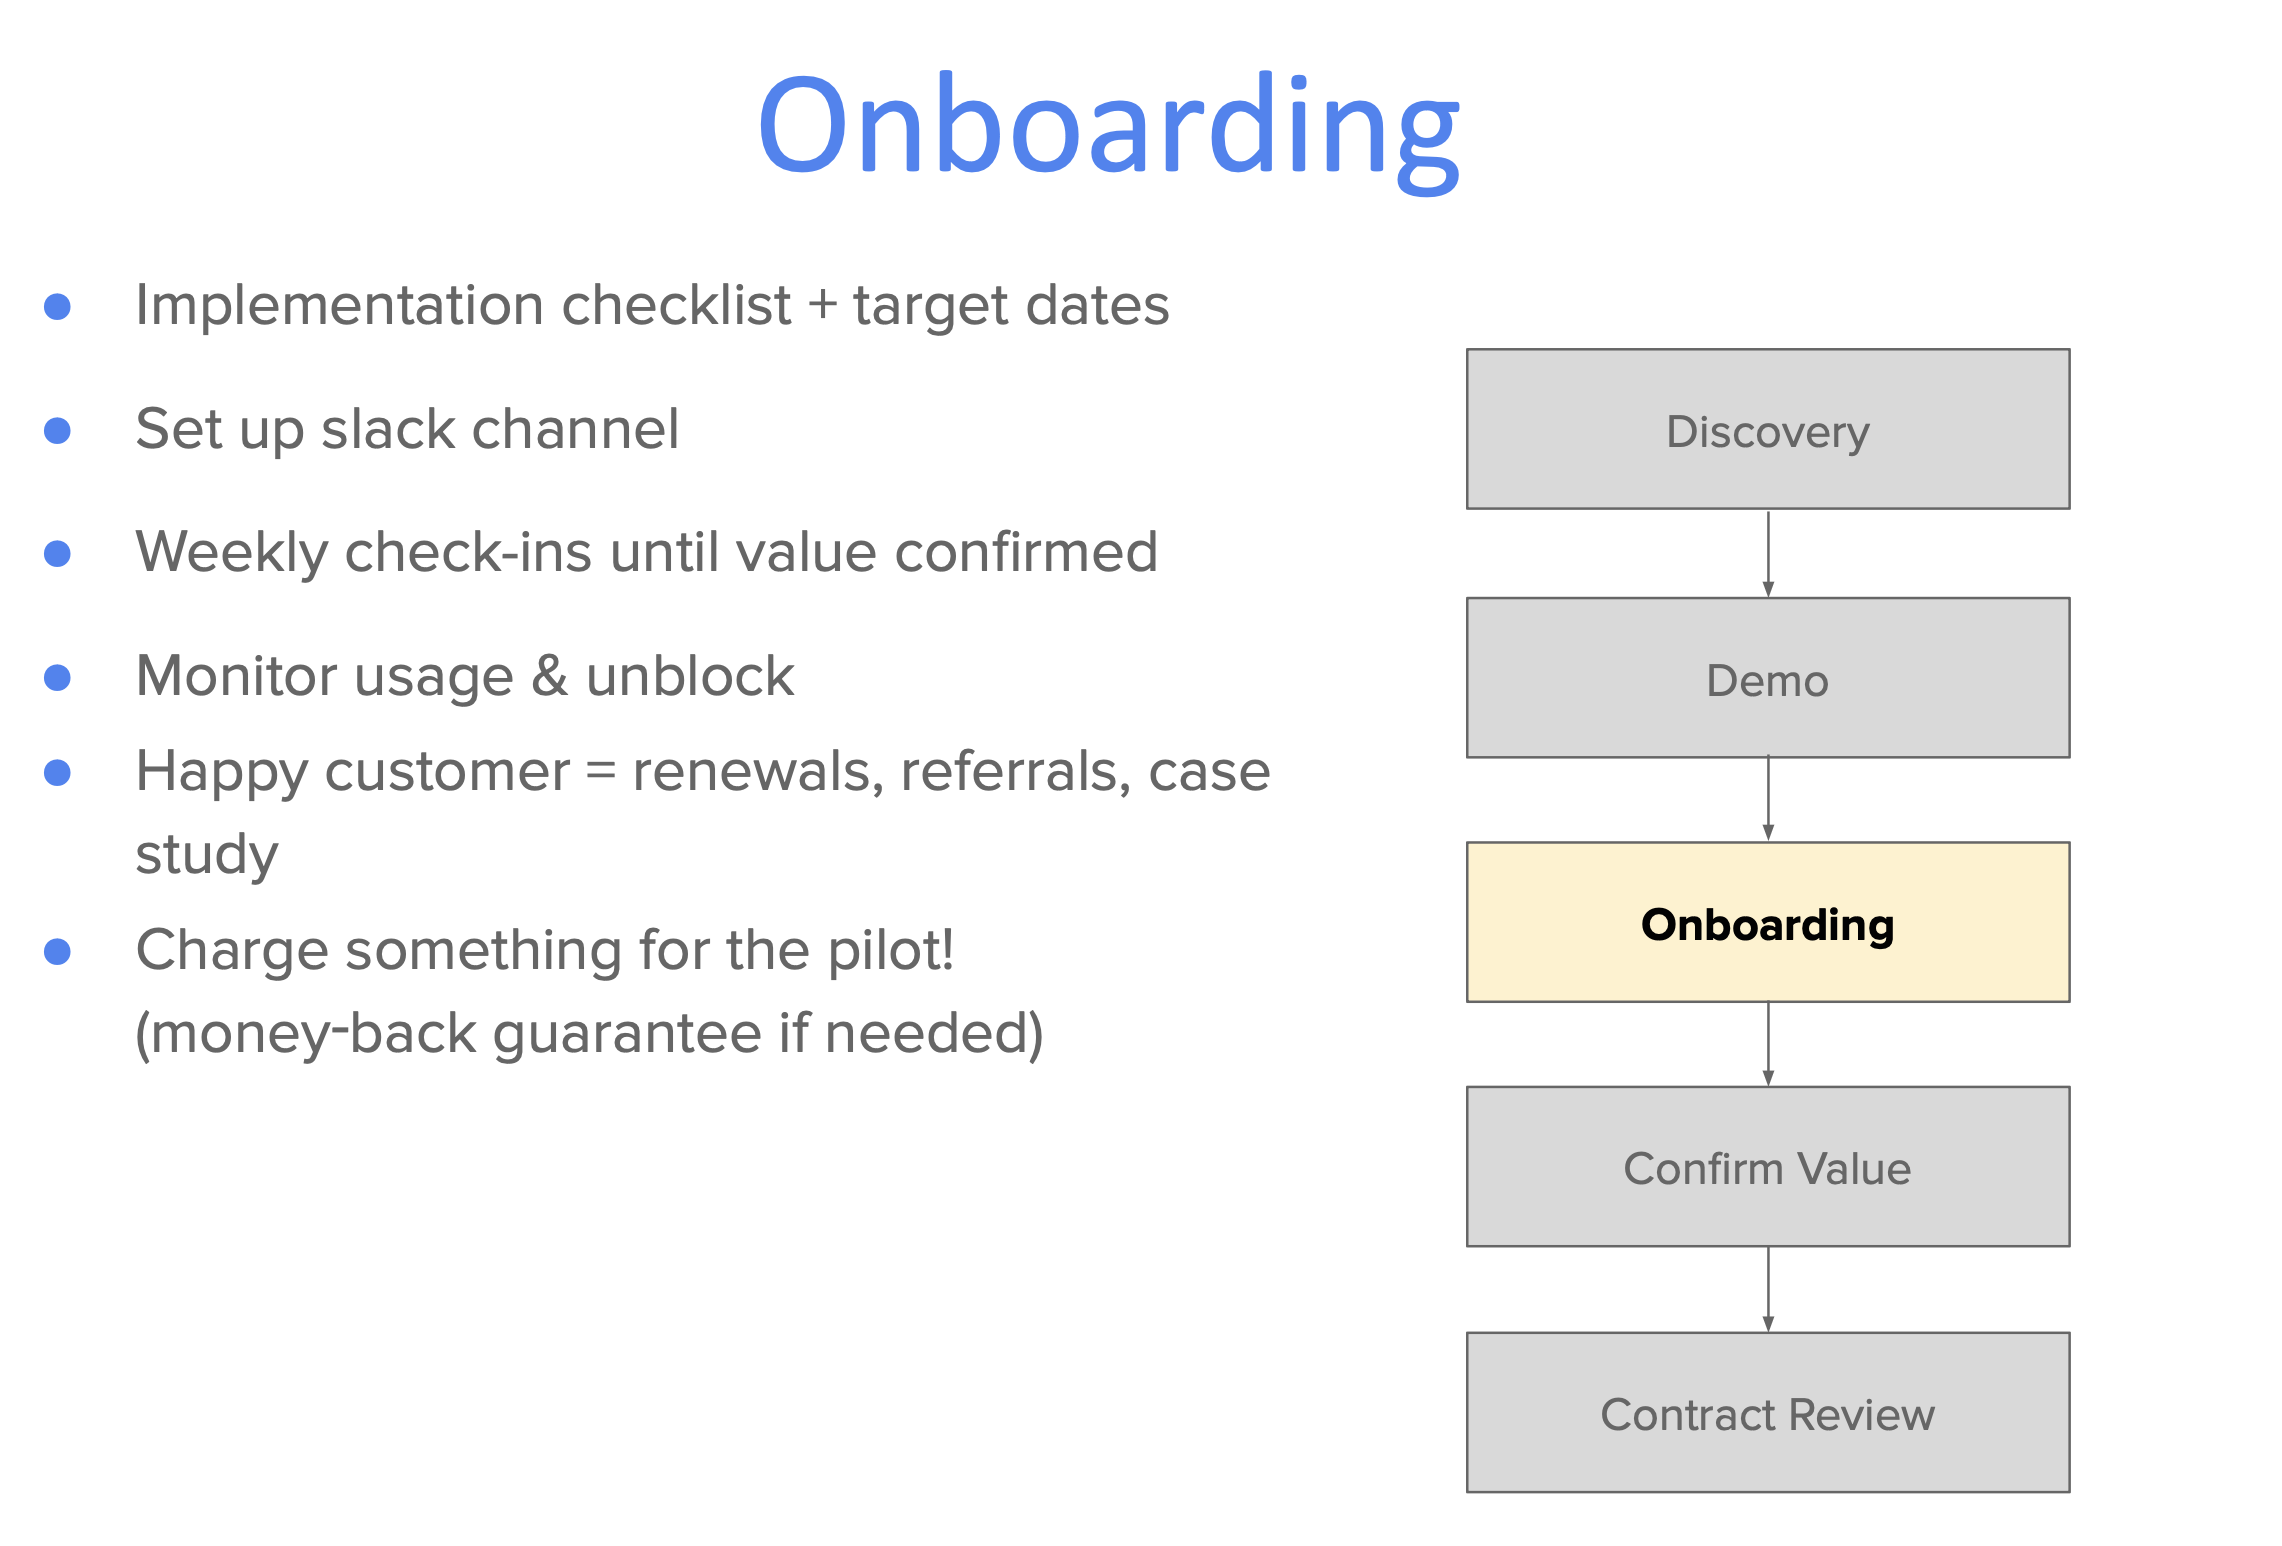 Onboarding
Implementation checklist + target dates
Set up slack channel
Weekly check-ins until value confirmed
Monitor usage & unblock
Happy customer = renewals, referrals, case
study
Charge something for the pilot!
(money-back guarantee if needed)
Discovery
Demo
Onboarding
Confirm Value
Contract Review